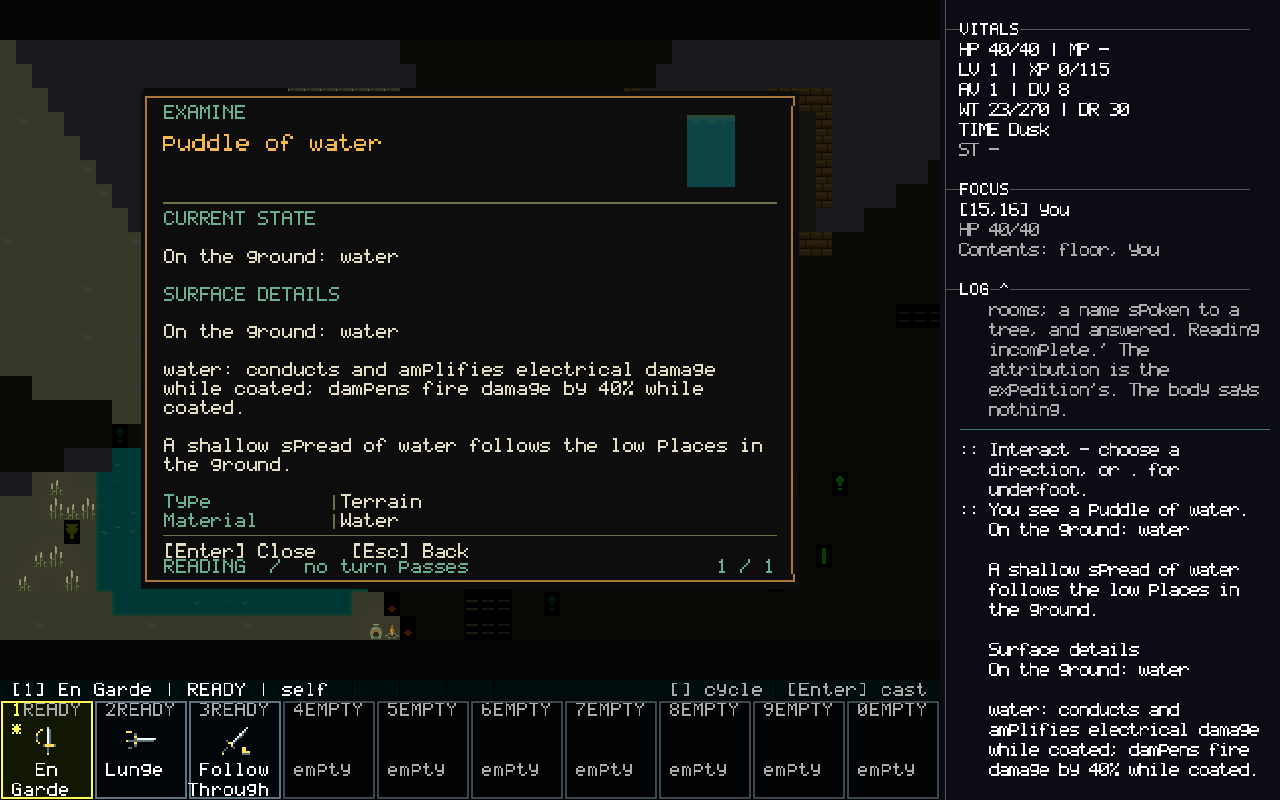 EXAMINE
Puddle of water
CURRENT STATE
On the ground: water
SURFACE DETAILS
On the ground: water
water: conducts and amplifies electrical damage
while coated; dampens fire damage by 40% while
coated.
A shallow spread of water follows the low places in
the ground.
Type |Terrain
Material |Water
[Enter] Close [Esc] Back
READING / no turn passes 1 / 1
[1] En Garde | READY | self [] cycle [Enter] cast
1READY 2READY 3READY 4EMPTY 5EMPTY 6EMPTY 7EMPTY 8EMPTY 9EMPTY 0EMPTY
*
En Garde
Lunge
Follow Through
empty empty empty empty empty empty empty
VITALS
HP 40/40 | MP -
LV 1 | XP 0/115
AV 1 | DV 8
WT 23/270 | DR 30
TIME Dusk
ST -
FOCUS
[15,16] You
HP 40/40
Contents: floor, You
LOG ^
rooms; a name spoken to a
tree, and answered. Reading
incomplete.' The
attribution is the
expedition's. The body says
nothing.
:: Interact - choose a
direction, or . for
underfoot.
:: You see a Puddle of water.
On the ground: water
A shallow spread of water
follows the low places in
the ground.
Surface details
On the ground: water
water: conducts and
amplifies electrical damage
while coated; dampens fire
damage by 40% while coated.